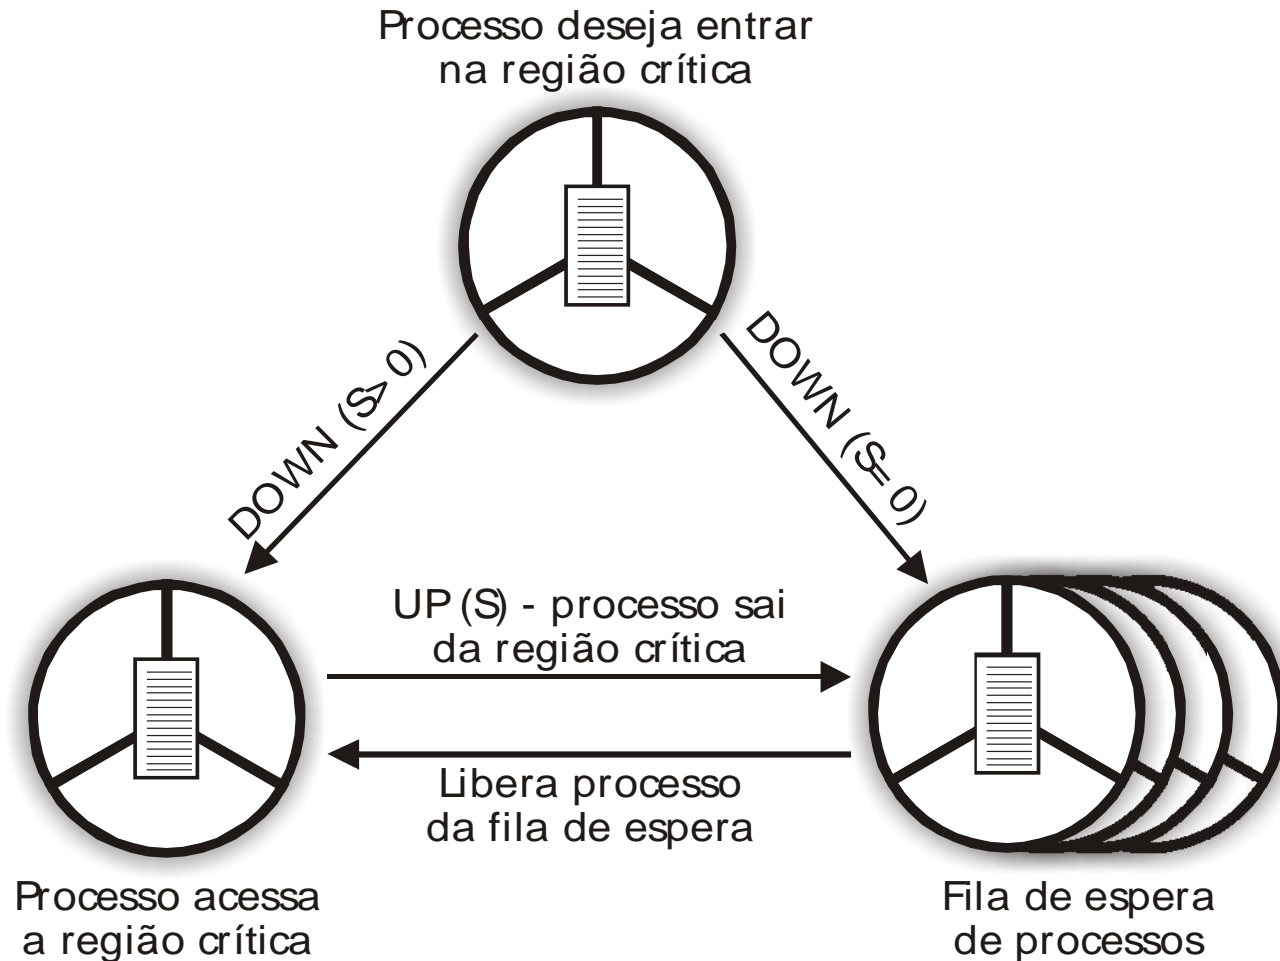 Processo deseja entrar
na região crítica
DOWN (S> 0)
DOWN (S= 0)
UP (S) - processo sai
da região crítica
Libera processo
da fila de espera
Processo acessa
a região crítica
Fila de espera
de processos